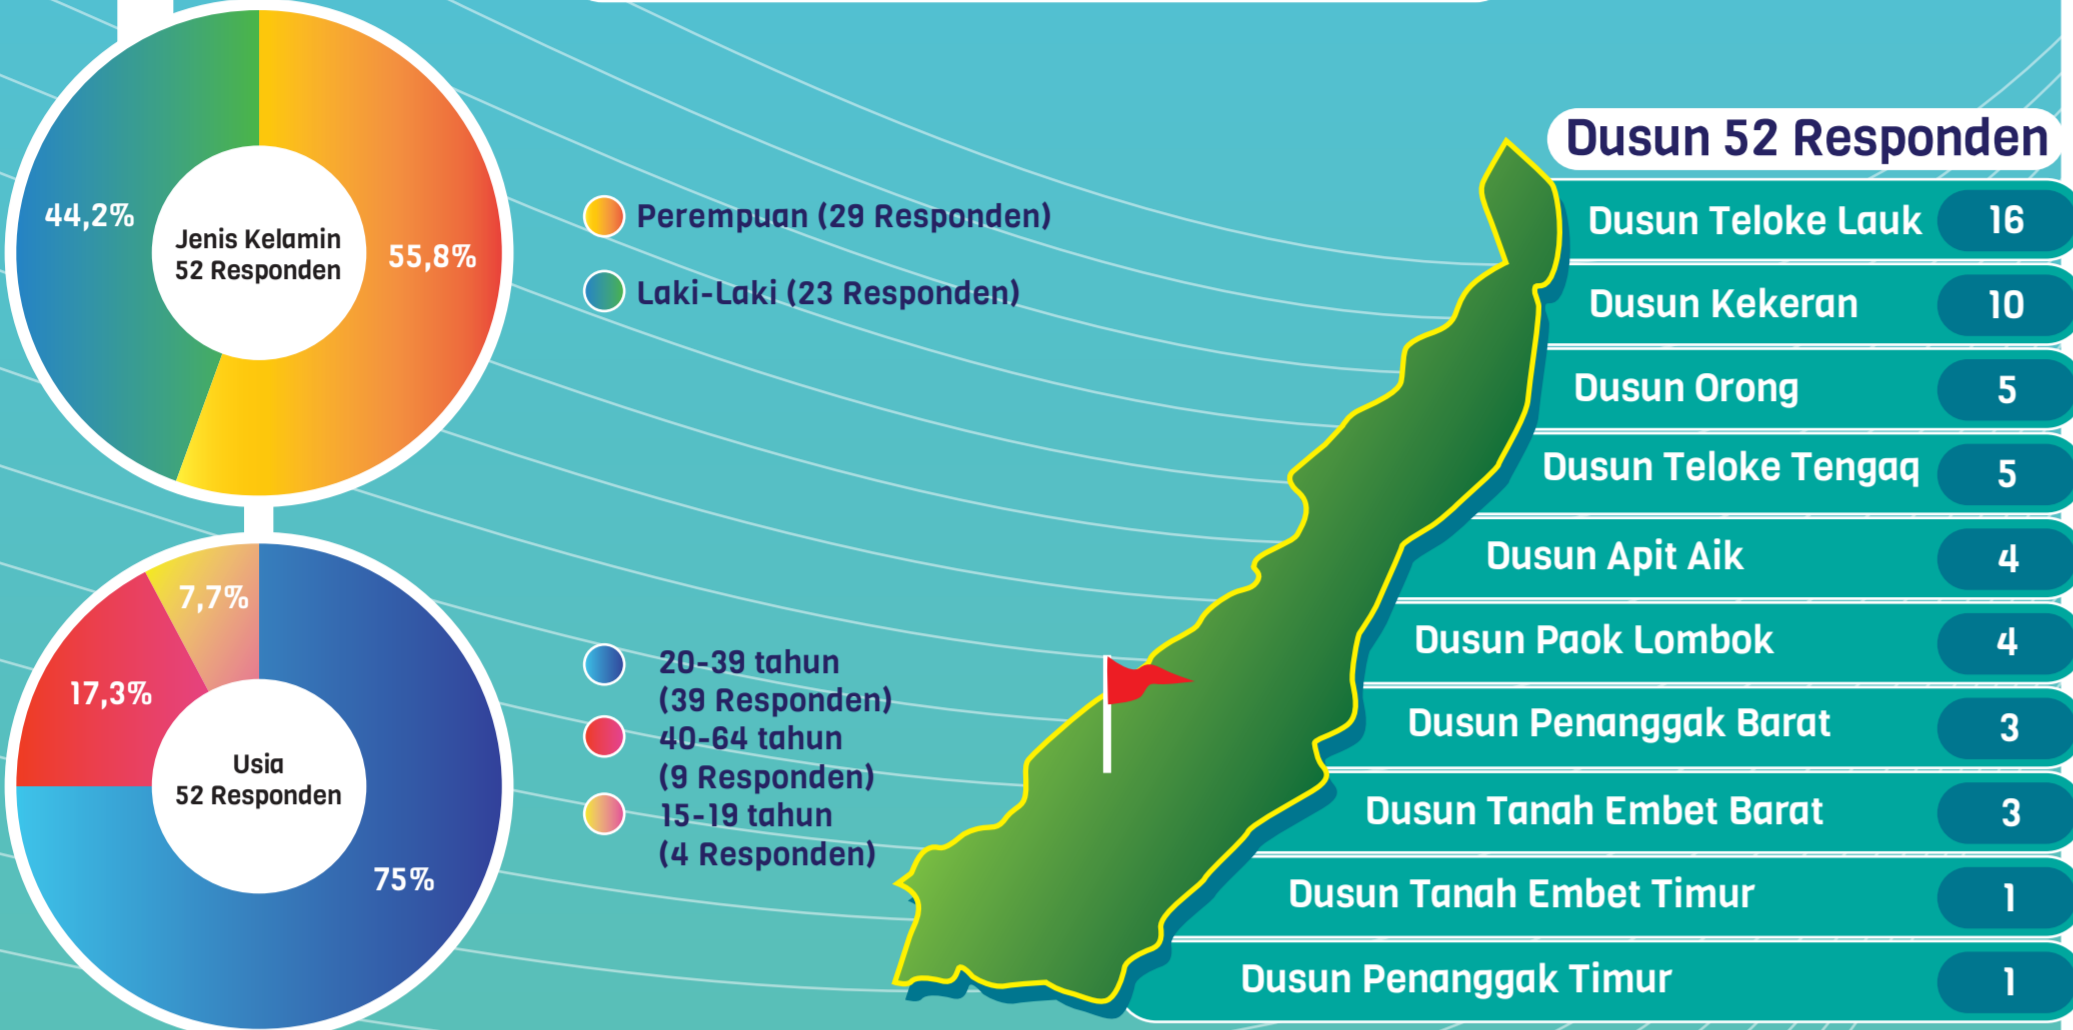 44,2%
Jenis Kelamin
52 Responden
55,8%
Perempuan (29 Responden)
Laki-Laki (23 Responden)
7,7%
17,3%
Usia
52 Responden
75%
20-39 tahun
(39 Responden)
40-64 tahun
(9 Responden)
15-19 tahun
(4 Responden)
Dusun 52 Responden
Dusun Teloke Lauk 16
Dusun Kekeran 10
Dusun Orong 5
Dusun Teloke Tengaq 5
Dusun Apit Aik 4
Dusun Paok Lombok 4
Dusun Penanggak Barat 3
Dusun Tanah Embet Barat 3
Dusun Tanah Embet Timur 1
Dusun Penanggak Timur 1